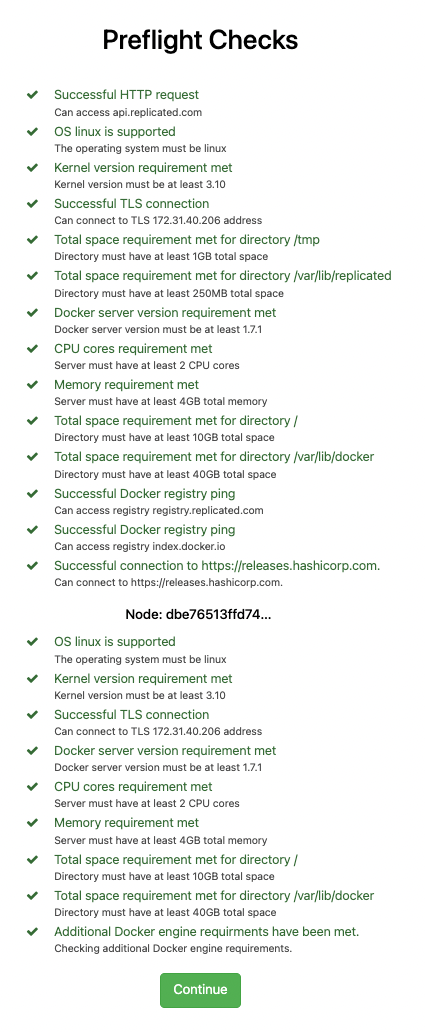 Preflight Checks
Successful HTTP request
Can access api.replicated.com
OS linux is supported
The operating system must be linux
Kernel version requirement met
Kernel version must be at least 3.10
Successful TLS connection
Can connect to TLS 172.31.40.206 address
Total space requirement met for directory /tmp
Directory must have at least 1GB total space
Total space requirement met for directory /var/lib/replicated
Directory must have at least 250MB total space
Docker server version requirement met
Docker server version must be at least 1.7.1
CPU cores requirement met
Server must have at least 2 CPU cores
Memory requirement met
Server must have at least 4GB total memory
Total space requirement met for directory /
Directory must have at least 10GB total space
Total space requirement met for directory /var/lib/docker
Directory must have at least 40GB total space
Successful Docker registry ping
Can access registry registry.replicated.com
Successful Docker registry ping
Can access registry index.docker.io
Successful connection to https://releases.hashicorp.com.
Can connect to https://releases.hashicorp.com.
Node: dbe76513ffd74...
OS linux is supported
The operating system must be linux
Kernel version requirement met
Kernel version must be at least 3.10
Successful TLS connection
Can connect to TLS 172.31.40.206 address
Docker server version requirement met
Docker server version must be at least 1.7.1
CPU cores requirement met
Server must have at least 2 CPU cores
Memory requirement met
Server must have at least 4GB total memory
Total space requirement met for directory /
Directory must have at least 10GB total space
Total space requirement met for directory /var/lib/docker
Directory must have at least 40GB total space
Additional Docker engine requirments have been met.
Checking additional Docker engine requirements.
Continue